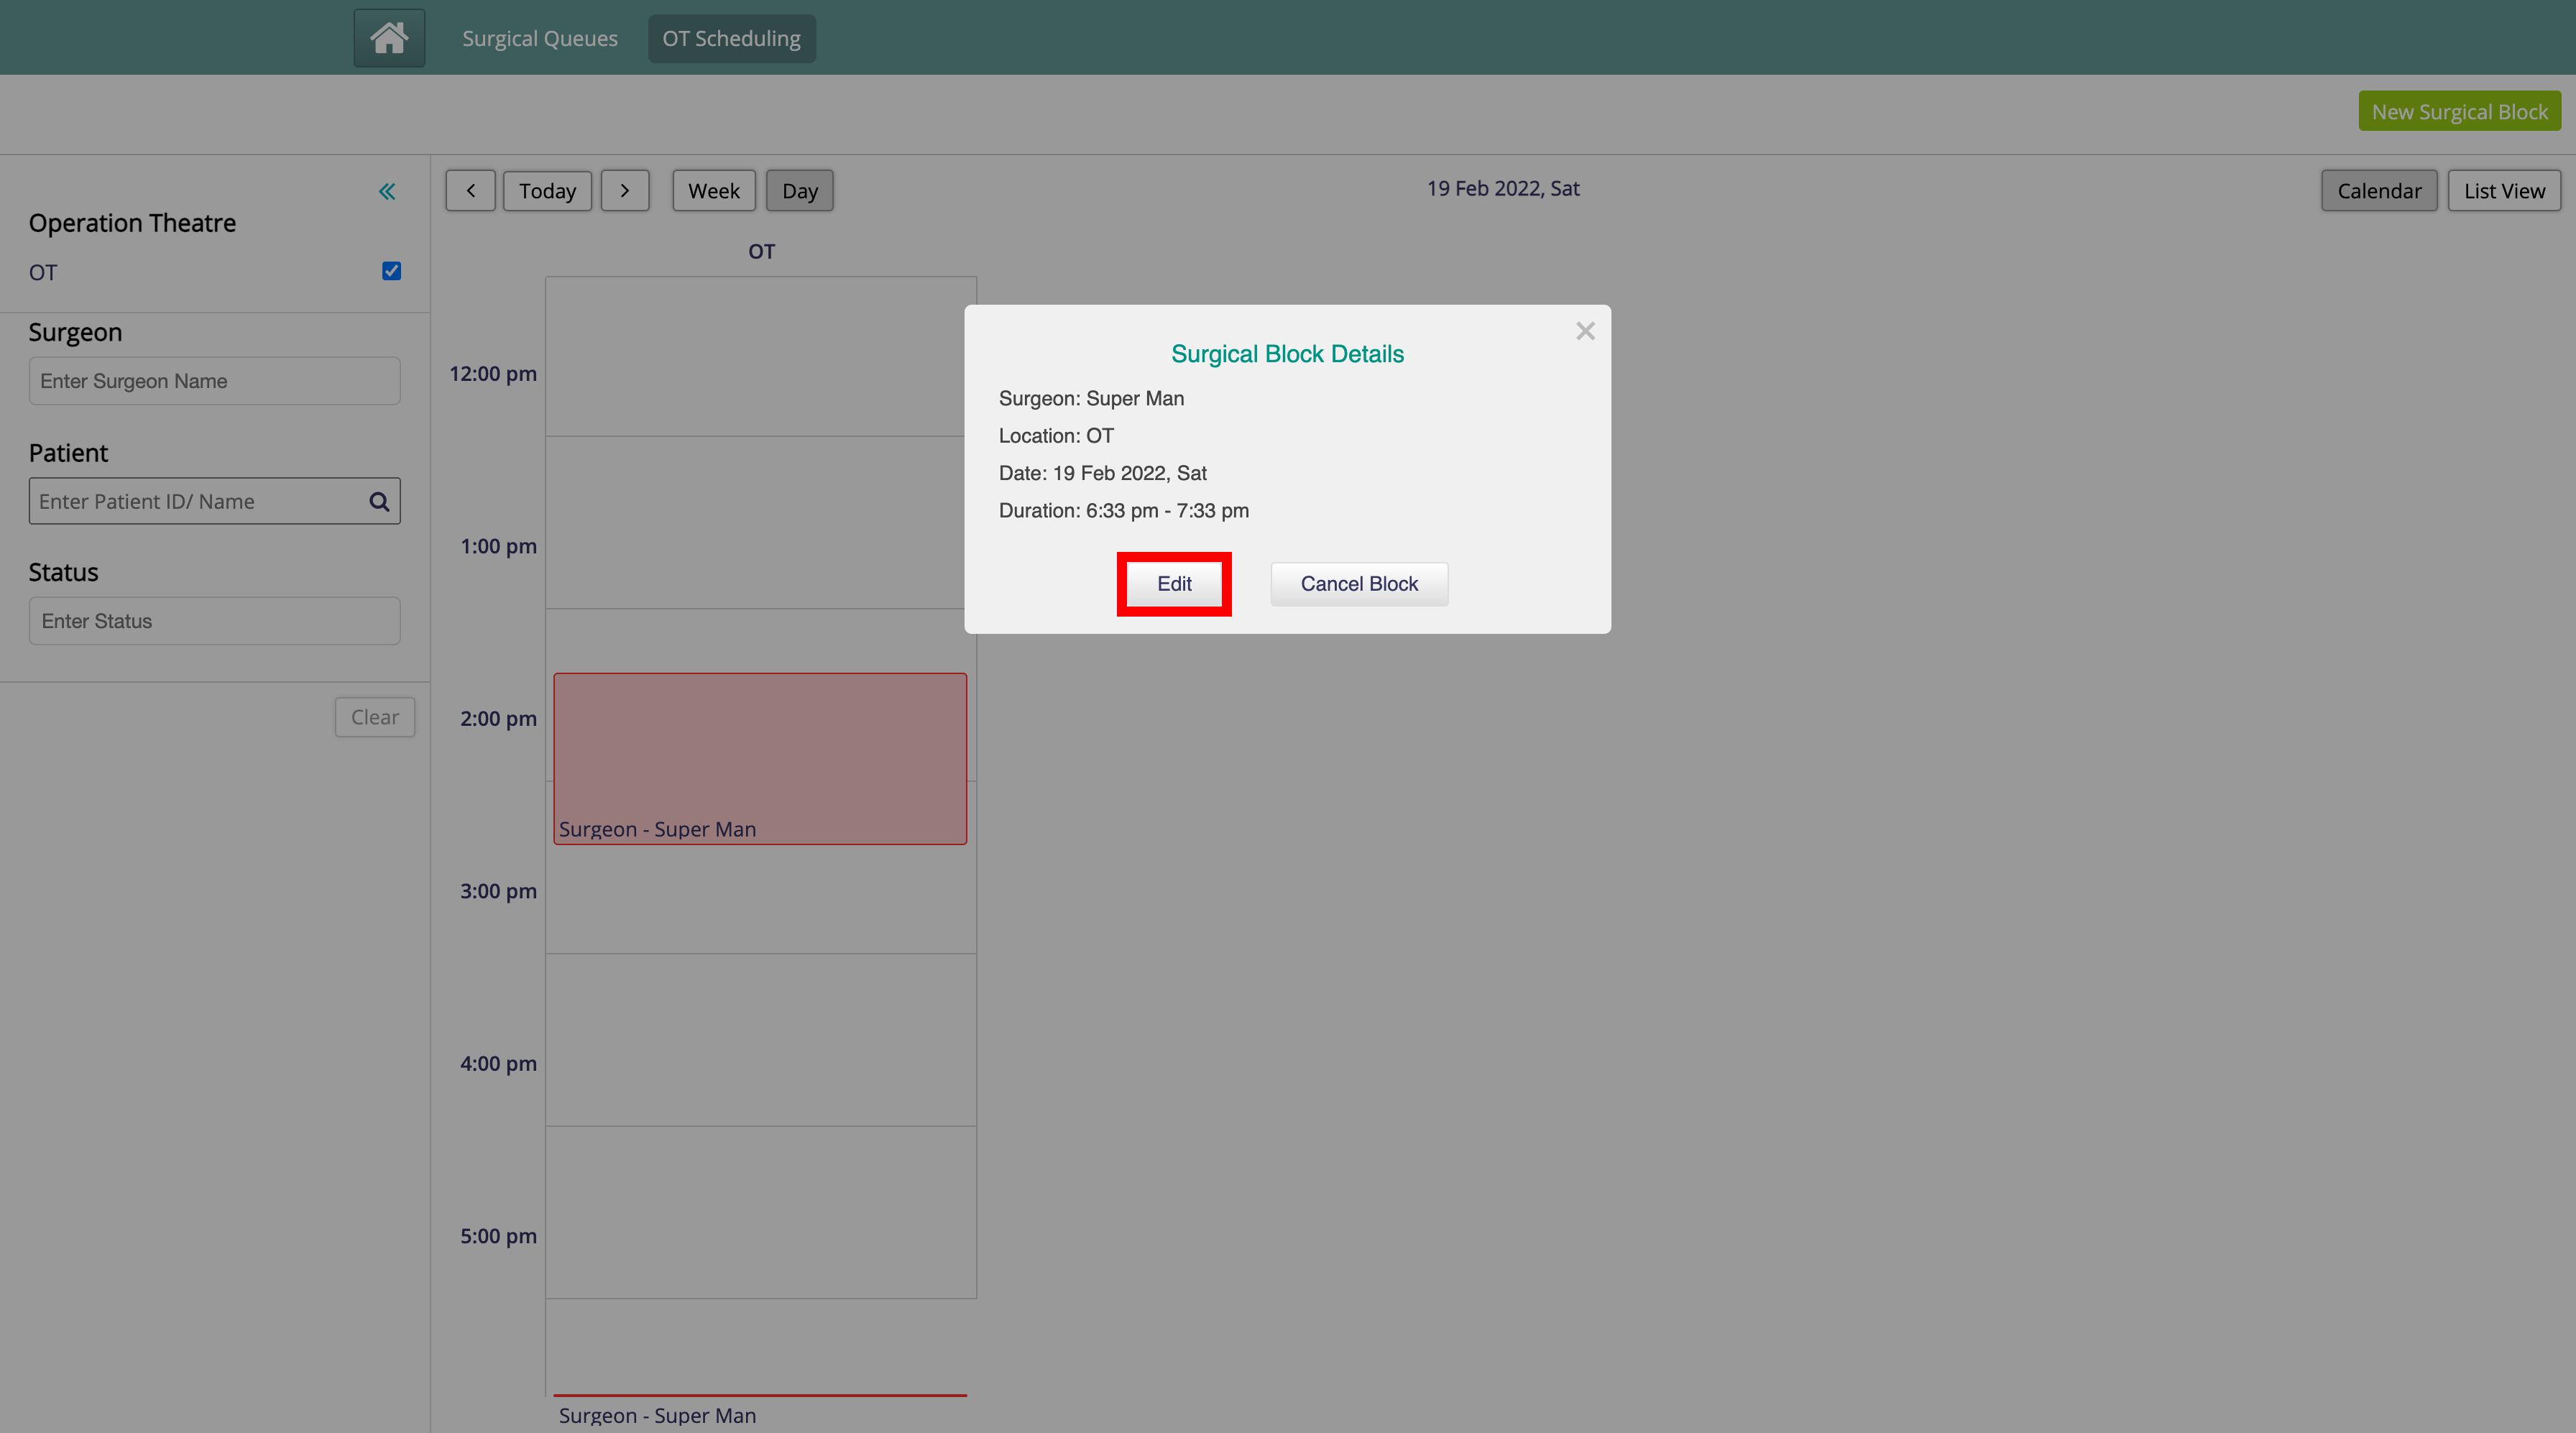 Surgical Queues
OT Scheduling
New Surgical Block
Operation Theatre
OT
Surgeon
Enter Surgeon Name
Patient
Enter Patient ID/ Name
Status
Enter Status
Clear
Today
Week
Day
19 Feb 2022, Sat
Calendar
List View
OT
12:00 pm
1:00 pm
2:00 pm
Surgeon - Super Man
3:00 pm
4:00 pm
5:00 pm
Surgeon - Super Man
Surgical Block Details
Surgeon: Super Man
Location: OT
Date: 19 Feb 2022, Sat
Duration: 6:33 pm - 7:33 pm
Edit
Cancel Block